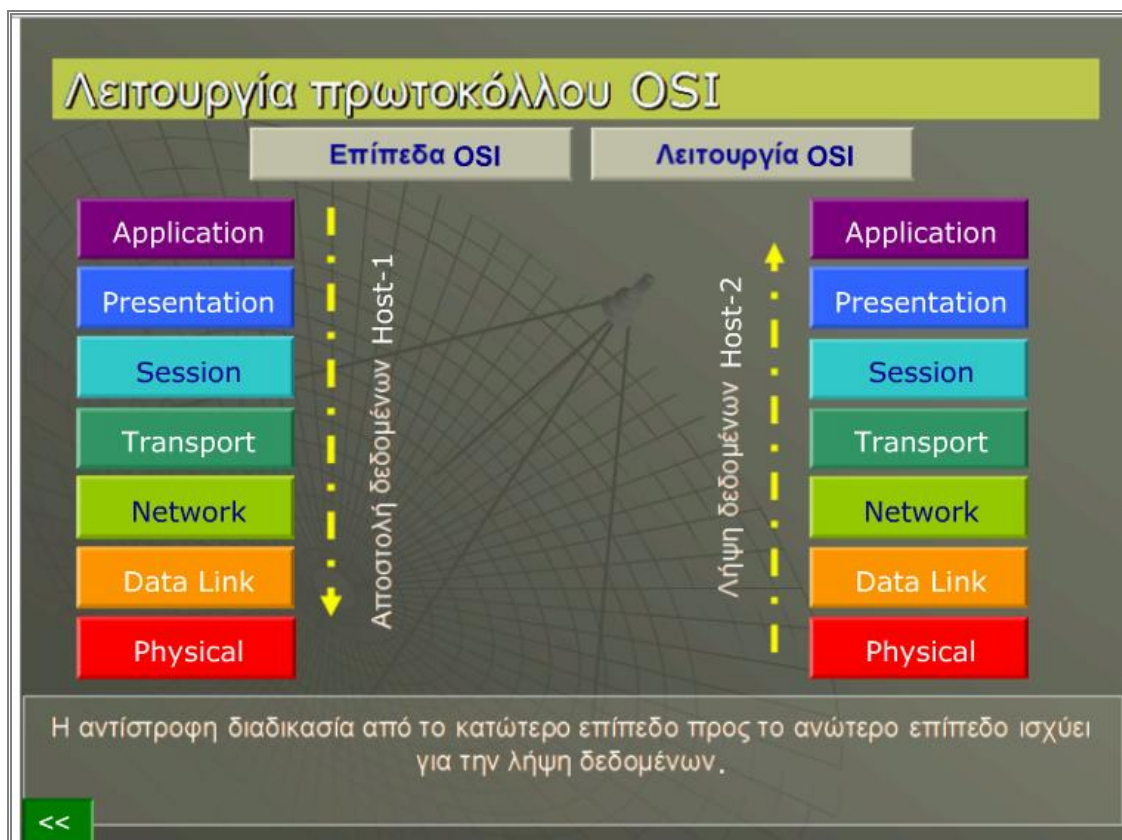 Λειτουργία πρωτοκόλλου OSI
Επίπεδα OSI
Λειτουργία OSI
Application
Presentation
Session
Transport
Network
Data Link
Physical
Αποστολή δεδομένων Host-1
Λήψη δεδομένων Host-2
Application
Presentation
Session
Transport
Network
Data Link
Physical
Η αντίστροφη διαδικασία από το κατώτερο επίπεδο προς το ανώτερο επίπεδο ισχύει
για την λήψη δεδομένων.
<<